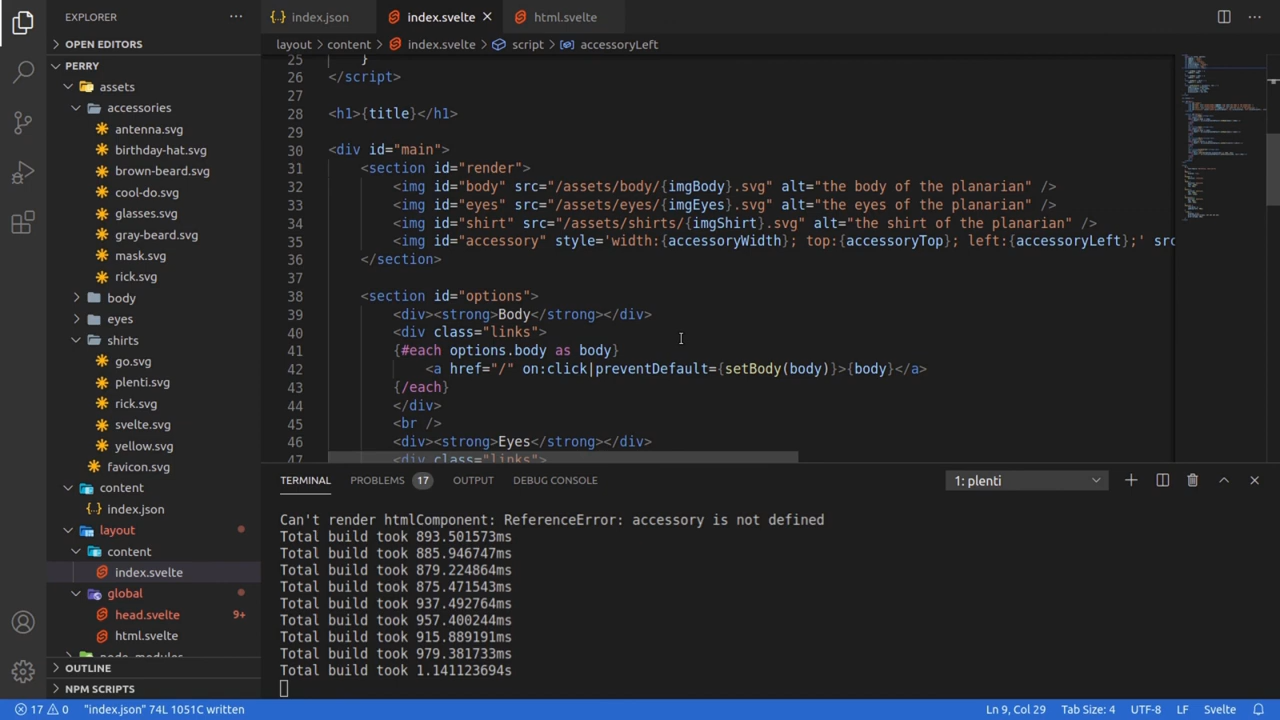 EXPLORER
OPEN EDITORS
PERRY
assets
accessories
antenna.svg
birthday-hat.svg
brown-beard.svg
cool-do.svg
glasses.svg
gray-beard.svg
mask.svg
rick.svg
body
eyes
shirts
go.svg
plenti.svg
rick.svg
svelte.svg
yellow.svg
favicon.svg
content
index.json
layout
content
index.svelte
global
head.svelte 9+
html.svelte
node_modules
OUTLINE
NPM SCRIPTS
index.json index.svelte html.svelte
layout > content > index.svelte > script > accessoryLeft
25 }
26 </script>
27
28 <h1>{title}</h1>
29
30 <div id="main">
31 <section id="render">
32 <img id="body" src="/assets/body/{imgBody}.svg" alt="the body of the planarian" />
33 <img id="eyes" src="/assets/eyes/{imgEyes}.svg" alt="the eyes of the planarian" />
34 <img id="shirt" src="/assets/shirts/{imgShirt}.svg" alt="the shirt of the planarian" />
35 <img id="accessory" style='width:{accessoryWidth}; top:{accessoryTop}; left:{accessoryLeft};' src
36 </section>
37
38 <section id="options">
39 <div><strong>Body</strong></div>
40 <div class="links">
41 {#each options.body as body}
42 <a href="/" on:click|preventDefault={setBody(body)}>{body}</a>
43 {/each}
44 </div>
45 <br />
46 <div><strong>Eyes</strong></div>
47 <div class="links">
TERMINAL PROBLEMS 17 OUTPUT DEBUG CONSOLE 1: plenti
Can't render htmlComponent: ReferenceError: accessory is not defined
Total build took 893.501573ms
Total build took 885.946747ms
Total build took 879.224864ms
Total build took 875.471543ms
Total build took 937.492764ms
Total build took 957.400244ms
Total build took 915.889191ms
Total build took 979.381733ms
Total build took 1.141123694s
17 0 "index.json" 74L 1051C written Ln 9, Col 29 Tab Size: 4 UTF-8 LF Svelte